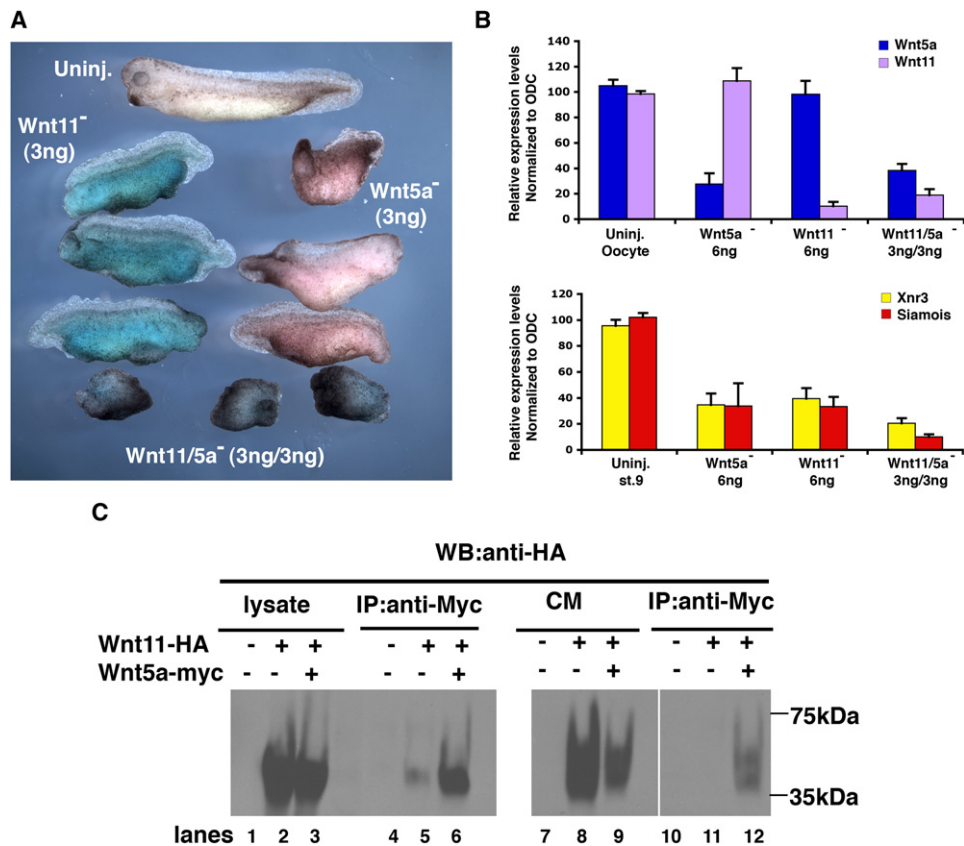 A
Uninj.
Wnt11-
(3ng)
Wnt5a-
(3ng)
Wnt11/5a- (3ng/3ng)
B
Relative expression levels
Normalized to ODC
140
120
100
80
60
40
20
0
Wnt5a
Wnt11
Uninj. Wnt5a - Wnt11 - Wnt11/5a -
Oocyte 6ng 6ng 3ng/3ng
Relative expression levels
Normalized to ODC
120
100
80
60
40
20
0
Xnr3
Siamois
Uninj. Wnt5a - Wnt11 - Wnt11/5a -
st.9 6ng 6ng 3ng/3ng
C
WB:anti-HA
lysate IP:anti-Myc CM IP:anti-Myc
Wnt11-HA - + + - + + - + + - + +
Wnt5a-myc - - + - - + - - + - - +
75kDa
35kDa
lanes 1 2 3 4 5 6 7 8 9 10 11 12